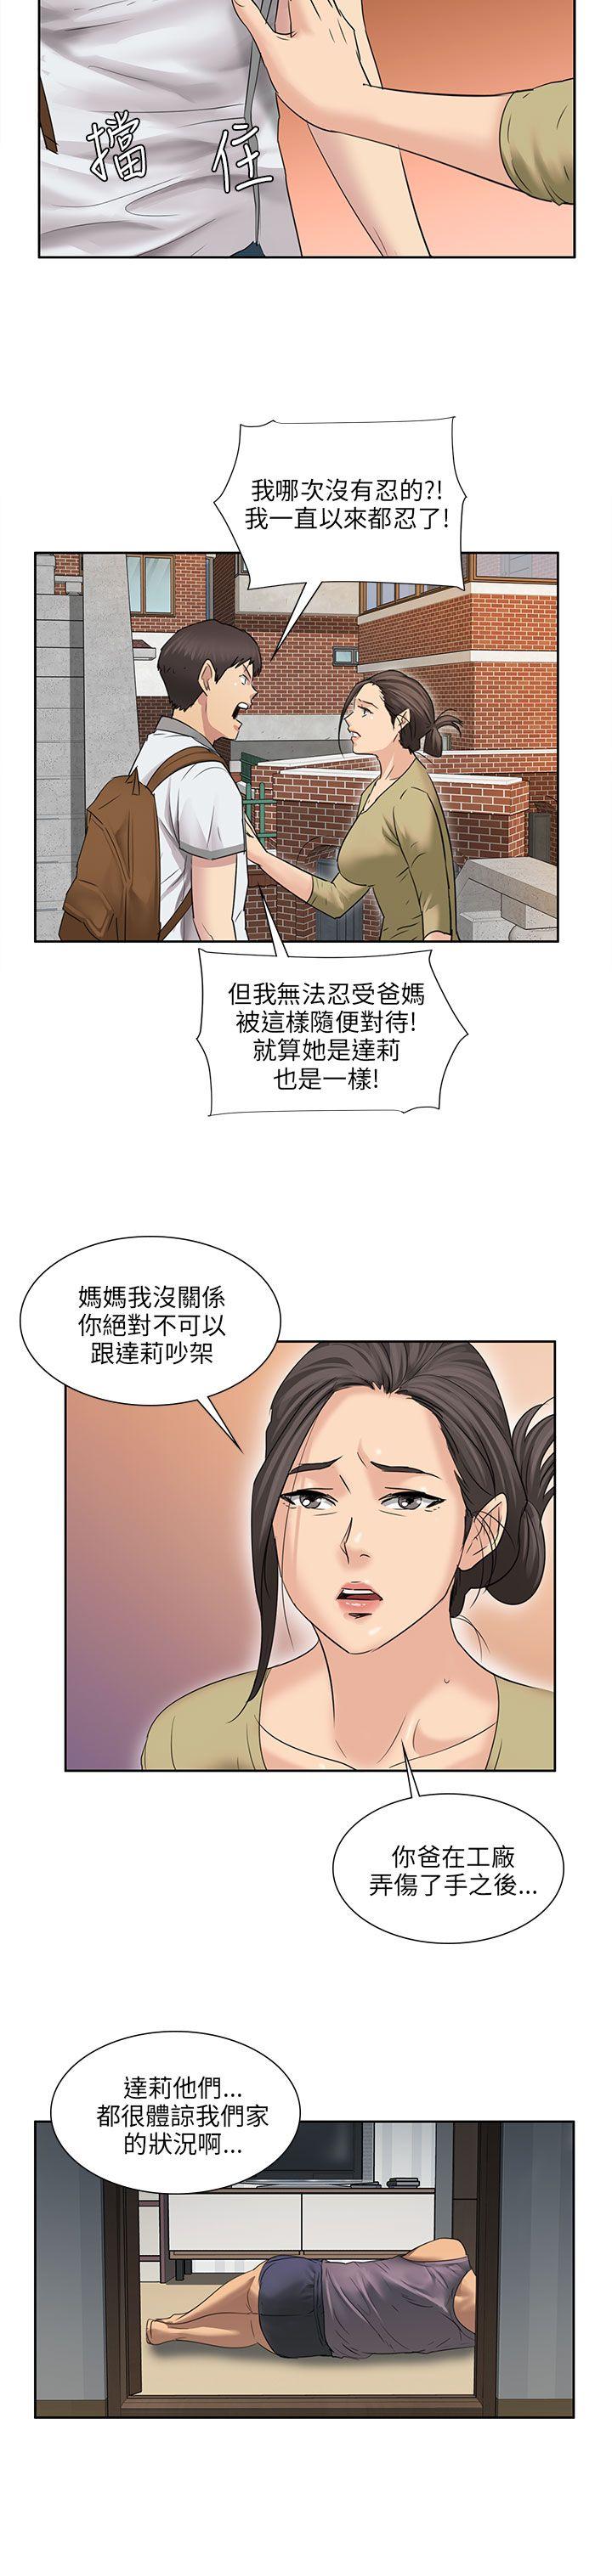 擋住
我哪次沒有忍的?!
我一直以來都忍了!
但我無法忍受爸媽
被這樣隨便對待!
就算她是達莉
也是一樣!
媽媽我沒關係
你絕對不可以
跟達莉吵架
你爸在工廠
弄傷了手之後...
達莉他們...
都很體諒我們家
的狀況啊...